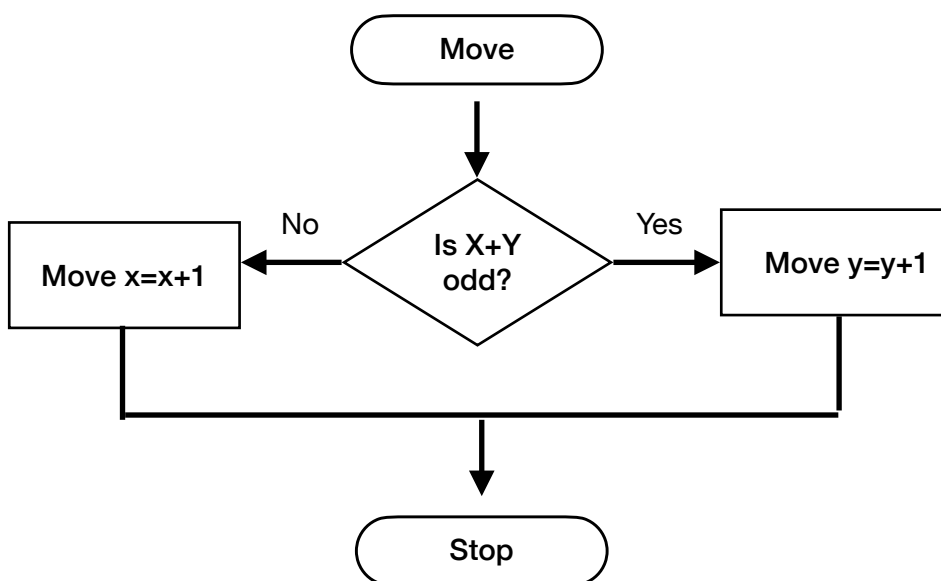 Move
No
Is X+Y
odd?
Yes
Move x=x+1
Move y=y+1
Stop